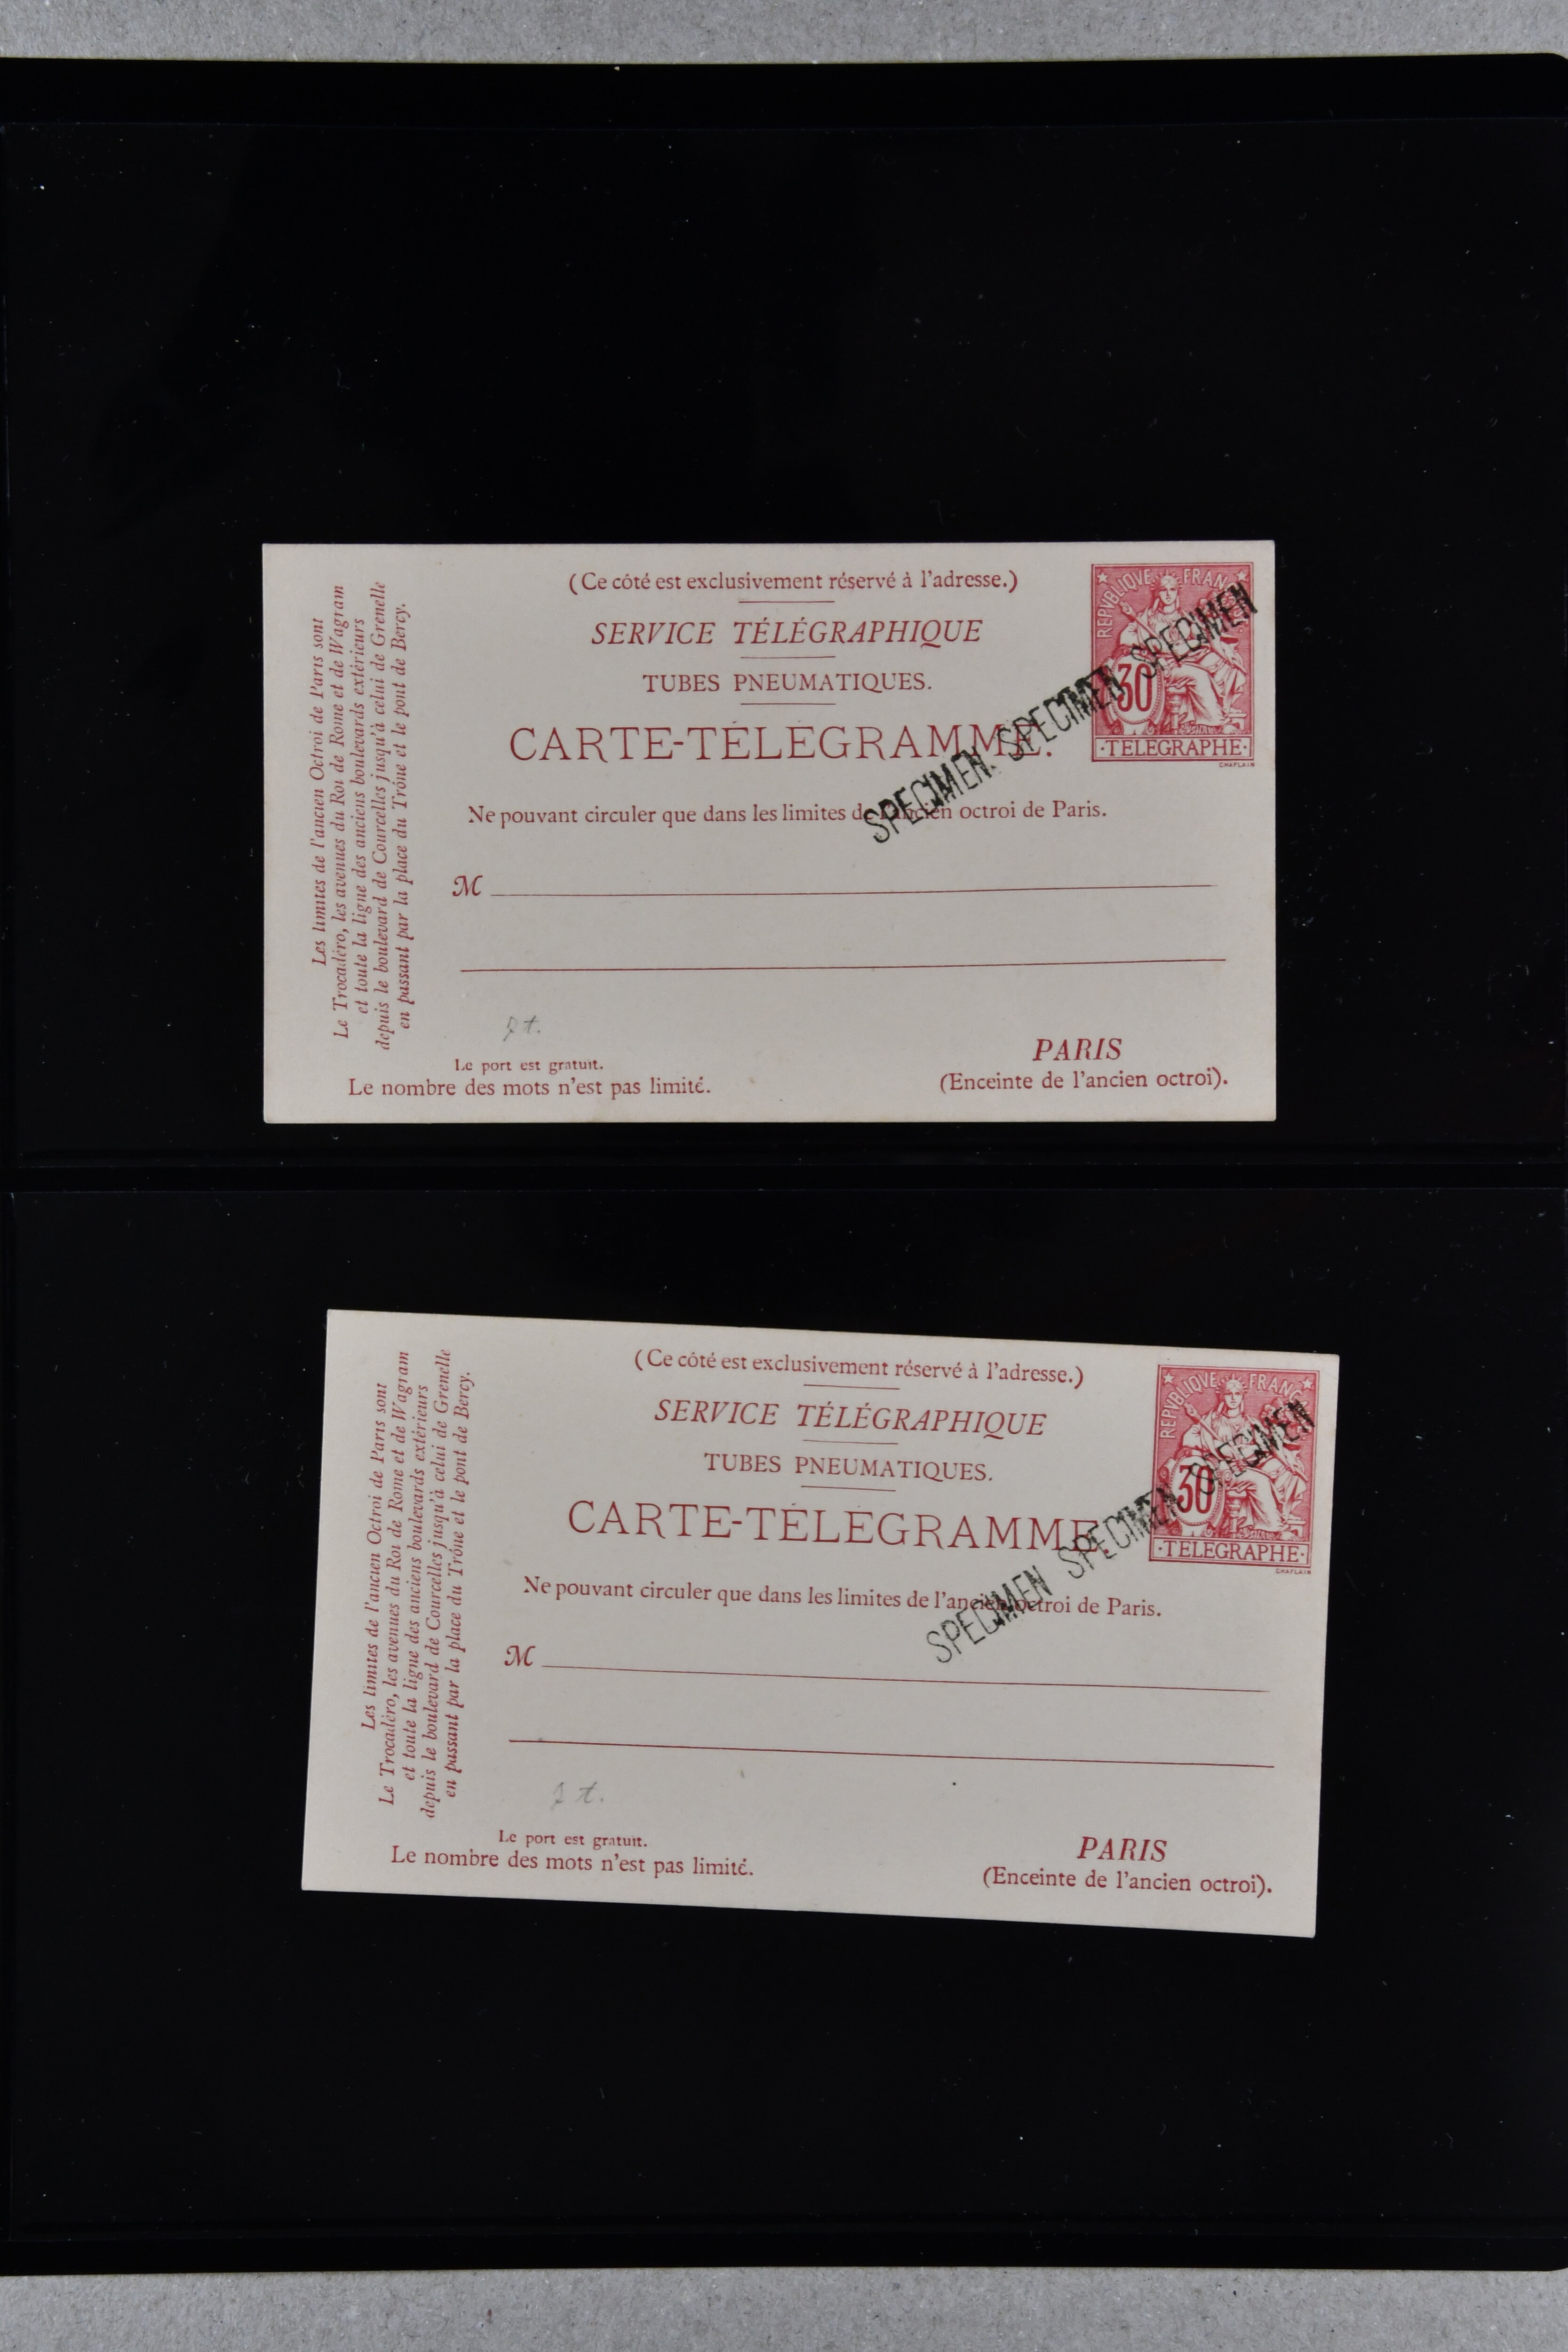 (Ce côté est exclusivement réservé à l'adresse.)
SERVICE TÉLÉGRAPHIQUE
TUBES PNEUMATIQUES.
CARTE-TÉLÉGRAMME.
Ne pouvant circuler que dans les limites de l'ancien octroi de Paris.
M
Le port est gratuit.
Le nombre des mots n'est pas limité.
PARIS
(Enceinte de l'ancien octroi).
Les limites de l'ancien Octroi de Paris sont
Le Trocadéro, les avenues du Roi de Rome et de Wagram
et toute la ligne des anciens boulevards extérieurs
depuis le boulevard de Courcelles jusqu'à celui de Grenelle
en passant par la place du Trône et le pont de Bercy.
REPVBLIQVE FRANC
30
·TELEGRAPHE·
CHAPLAIN
SPECIMEN SPECIMEN SPECIMEN
(Ce côté est exclusivement réservé à l'adresse.)
SERVICE TÉLÉGRAPHIQUE
TUBES PNEUMATIQUES.
CARTE-TÉLÉGRAMME.
Ne pouvant circuler que dans les limites de l'ancien octroi de Paris.
M
Le port est gratuit.
Le nombre des mots n'est pas limité.
PARIS
(Enceinte de l'ancien octroi).
Les limites de l'ancien Octroi de Paris sont
Le Trocadéro, les avenues du Roi de Rome et de Wagram
et toute la ligne des anciens boulevards extérieurs
depuis le boulevard de Courcelles jusqu'à celui de Grenelle
en passant par la place du Trône et le pont de Bercy.
REPVBLIQVE FRANC
30
·TELEGRAPHE·
CHAPLAIN
SPECIMEN SPECIMEN SPECIMEN